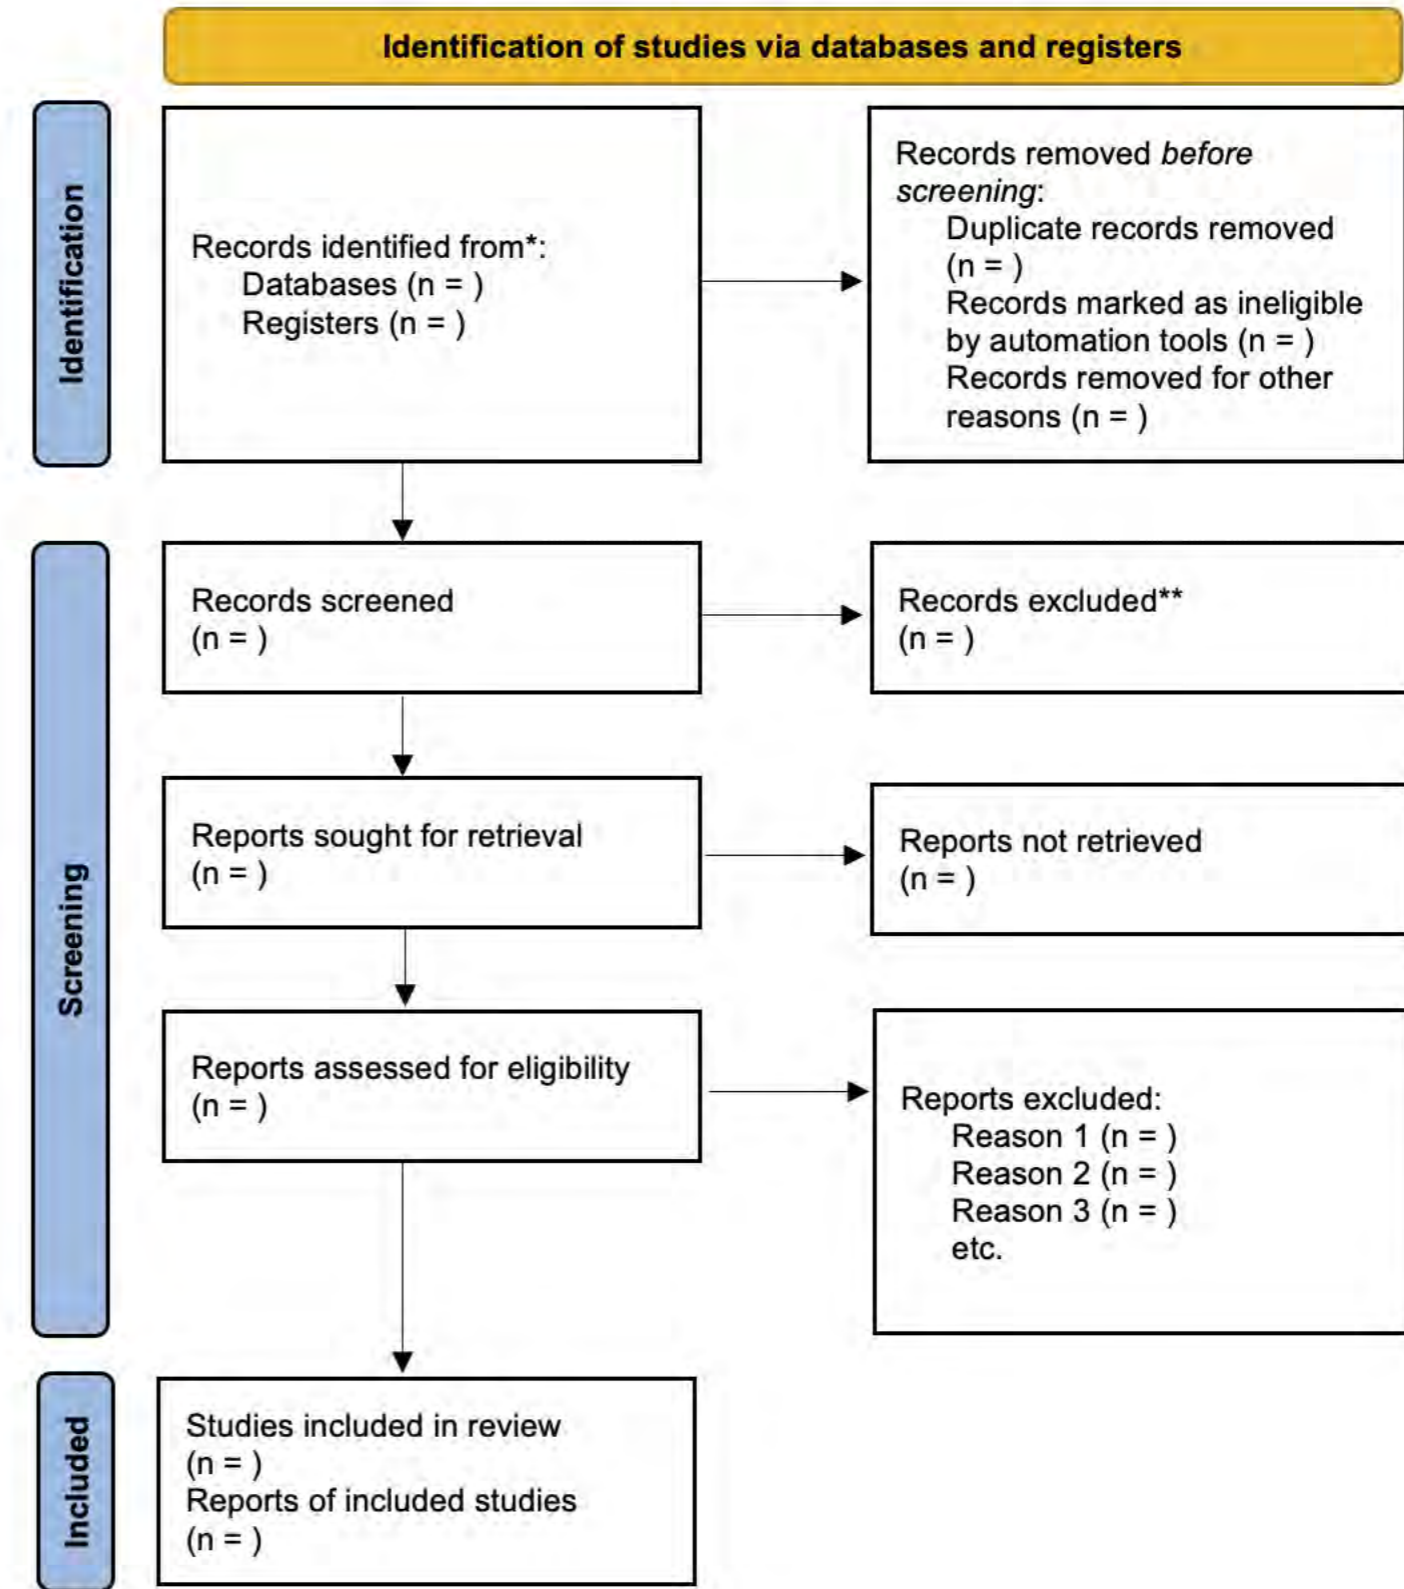 Identification of studies via databases and registers
Identification
Records identified from*:
Databases (n = )
Registers (n = )
Records removed before
screening:
Duplicate records removed
(n = )
Records marked as ineligible
by automation tools (n = )
Records removed for other
reasons (n = )
Screening
Records screened
(n = )
Records excluded**
(n = )
Reports sought for retrieval
(n = )
Reports not retrieved
(n = )
Reports assessed for eligibility
(n = )
Reports excluded:
Reason 1 (n = )
Reason 2 (n = )
Reason 3 (n = )
etc.
Included
Studies included in review
(n = )
Reports of included studies
(n = )